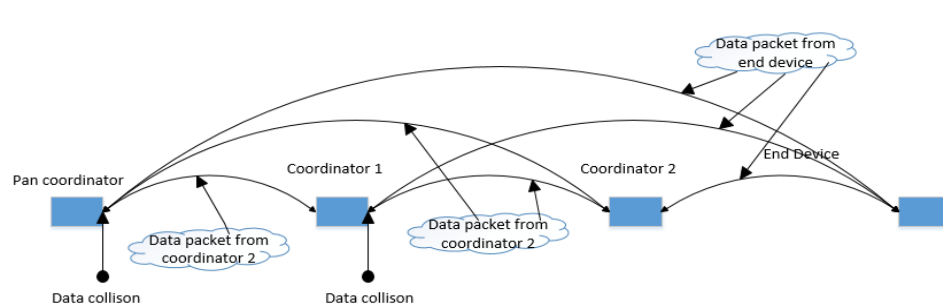 Data packet from
end device
End Device
Coordinator 1
Coordinator 2
Pan coordinator
Data packet from
coordinator 2
Data packet from
coordinator 2
Data collison
Data collison